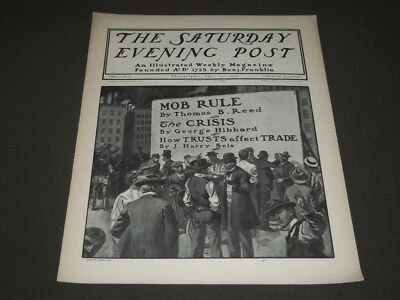 THE SATURDAY
EVENING POST
An Illustrated Weekly Magazine
Founded A° D¹ 1728 by Benj. Franklin
MOB RULE
By Thomas B. Reed
The CRISIS
By George Hibbard
How TRUSTS affect TRADE
By J. Harry Sels